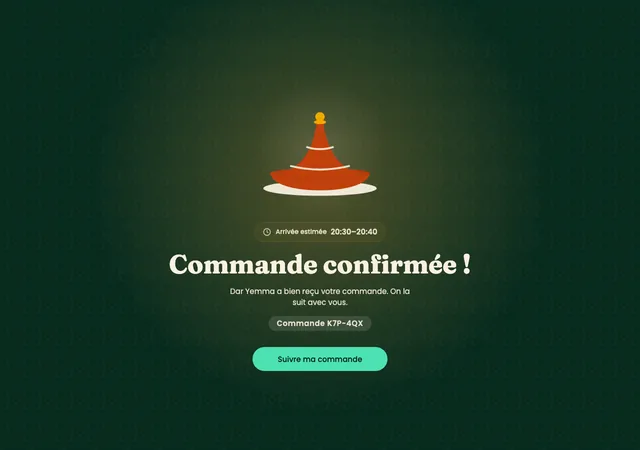 Arrivée estimée 20:30–20:40
Commande confirmée !
Dar Yemma a bien reçu votre commande. On la
suit avec vous.
Commande K7P-4QX
Suivre ma commande